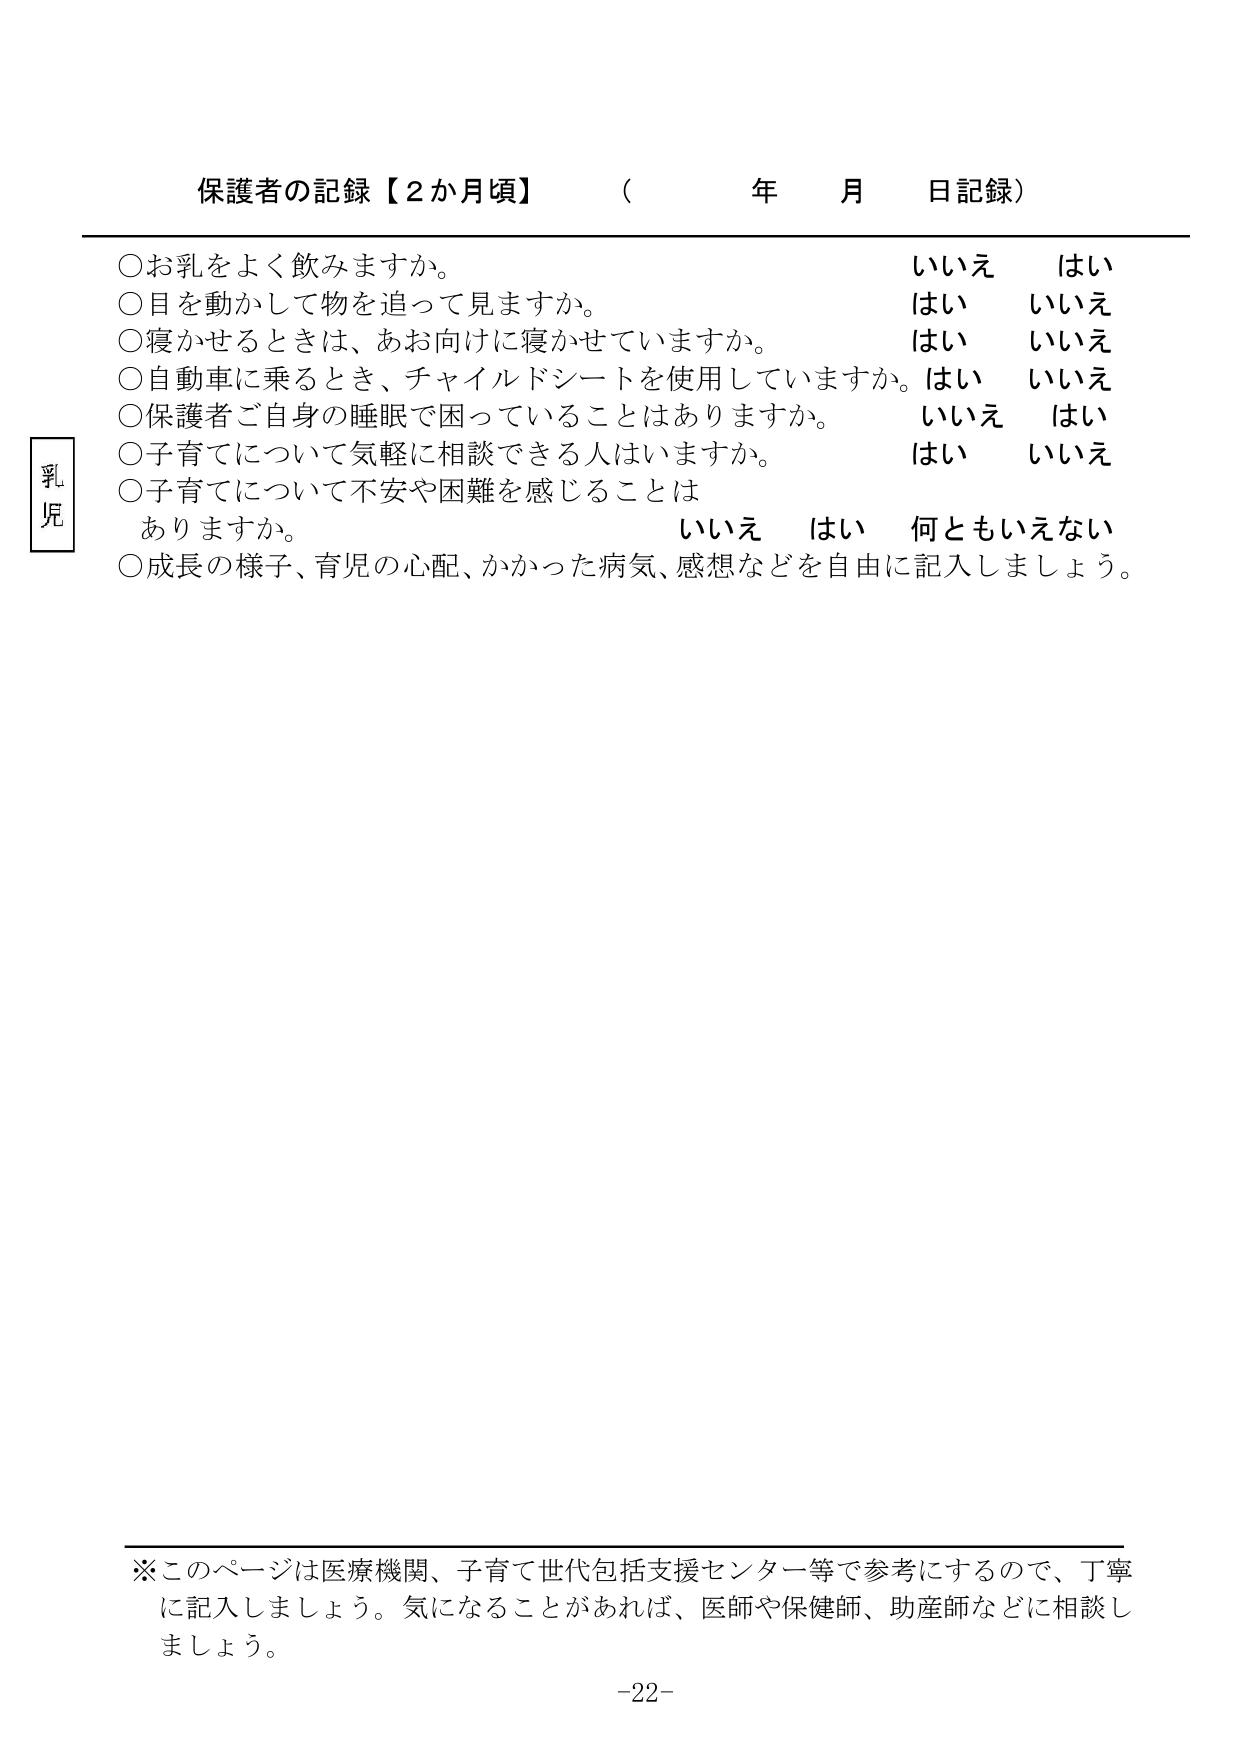 保護者の記録【２か月頃】　　（　　　　年　　月　　日記録）
○お乳をよく飲みますか。　いいえ　はい
○目を動かして物を追って見ますか。　はい　いいえ
○寝かせるときは、あお向けに寝かせていますか。　はい　いいえ
○自動車に乗るとき、チャイルドシートを使用していますか。はい　いいえ
○保護者ご自身の睡眠で困っていることはありますか。　いいえ　はい
○子育てについて気軽に相談できる人はいますか。　はい　いいえ
○子育てについて不安や困難を感じることは
ありますか。　いいえ　はい　何ともいえない
○成長の様子、育児の心配、かかった病気、感想などを自由に記入しましょう。
乳
児
※このページは医療機関、子育て世代包括支援センター等で参考にするので、丁寧
に記入しましょう。気になることがあれば、医師や保健師、助産師などに相談し
ましょう。
−22−